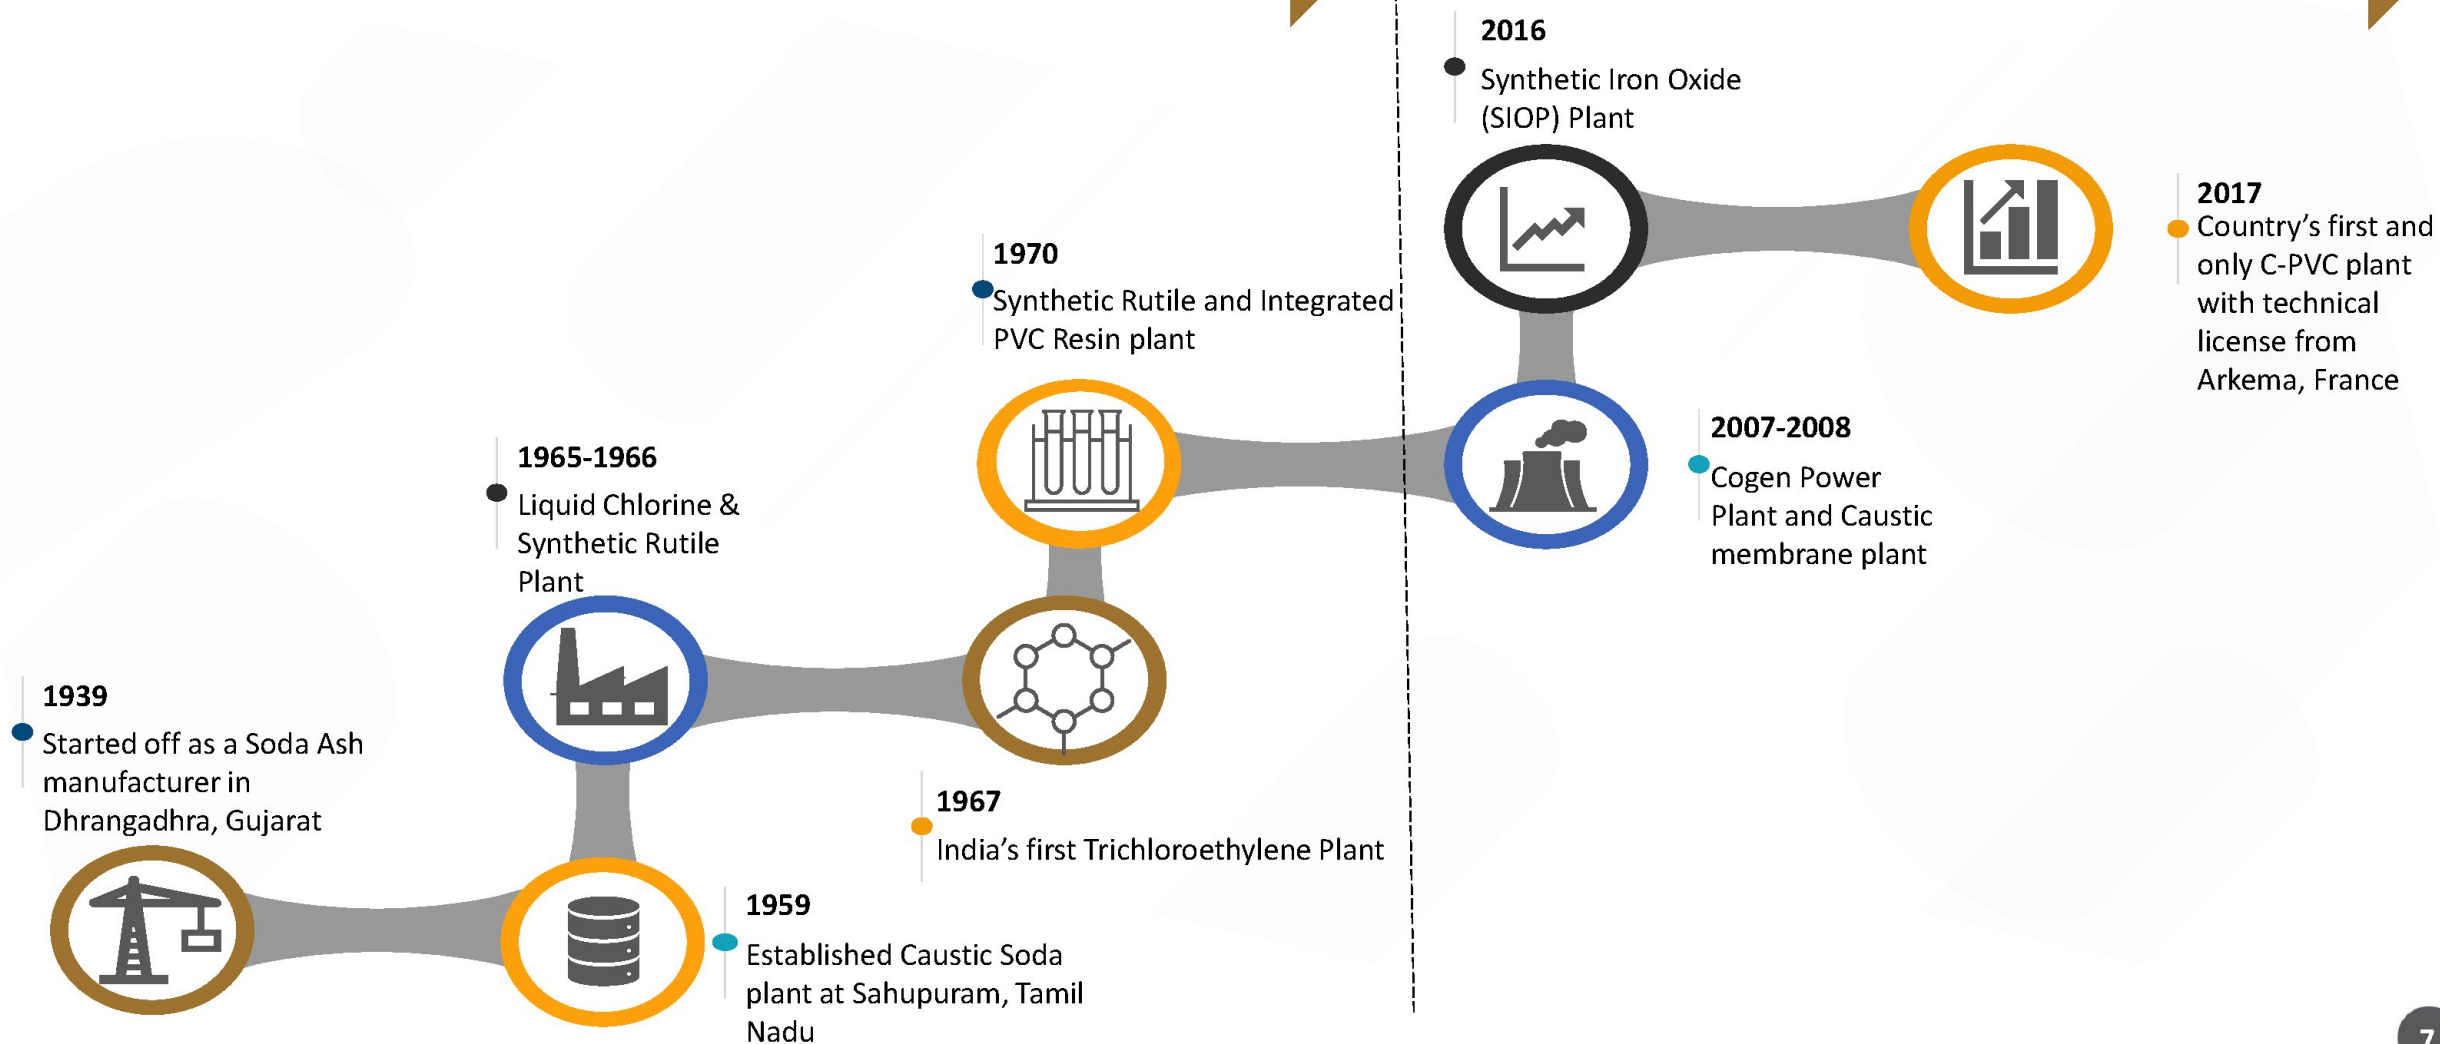 2016
Synthetic Iron Oxide
(SIOP) Plant
2017
Country’s first and
only C-PVC plant
with technical
license from
Arkema, France
1970
Synthetic Rutile and Integrated
PVC Resin plant
2007-2008
Cogen Power
Plant and Caustic
membrane plant
1965-1966
Liquid Chlorine &
Synthetic Rutile
Plant
1939
Started off as a Soda Ash
manufacturer in
Dhrangadhra, Gujarat
1967
India’s first Trichloroethylene Plant
1959
Established Caustic Soda
plant at Sahupuram, Tamil
Nadu
7